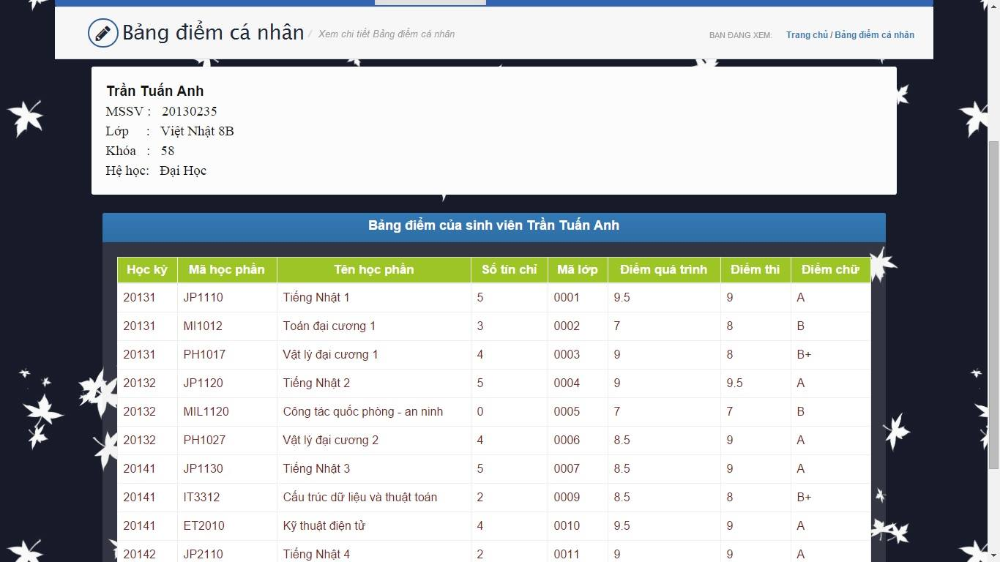 Bảng điểm cá nhân / Xem chi tiết Bảng điểm cá nhân BẠN ĐANG XEM: Trang chủ / Bảng điểm cá nhân
Trần Tuấn Anh
MSSV : 20130235
Lớp : Việt Nhật 8B
Khóa : 58
Hệ học: Đại Học
Bảng điểm của sinh viên Trần Tuấn Anh
Học kỳ Mã học phần Tên học phần Số tín chỉ Mã lớp Điểm quá trình Điểm thi Điểm chữ
20131 JP1110 Tiếng Nhật 1 5 0001 9.5 9 A
20131 MI1012 Toán đại cương 1 3 0002 7 8 B
20131 PH1017 Vật lý đại cương 1 4 0003 9 8 B+
20132 JP1120 Tiếng Nhật 2 5 0004 9 9.5 A
20132 MIL1120 Công tác quốc phòng - an ninh 0 0005 7 7 B
20132 PH1027 Vật lý đại cương 2 4 0006 8.5 9 A
20141 JP1130 Tiếng Nhật 3 5 0007 8.5 9 A
20141 IT3312 Cấu trúc dữ liệu và thuật toán 2 0009 8.5 8 B+
20141 ET2010 Kỹ thuật điện tử 4 0010 9.5 9 A
20142 JP2110 Tiếng Nhật 4 2 0011 9 9 A